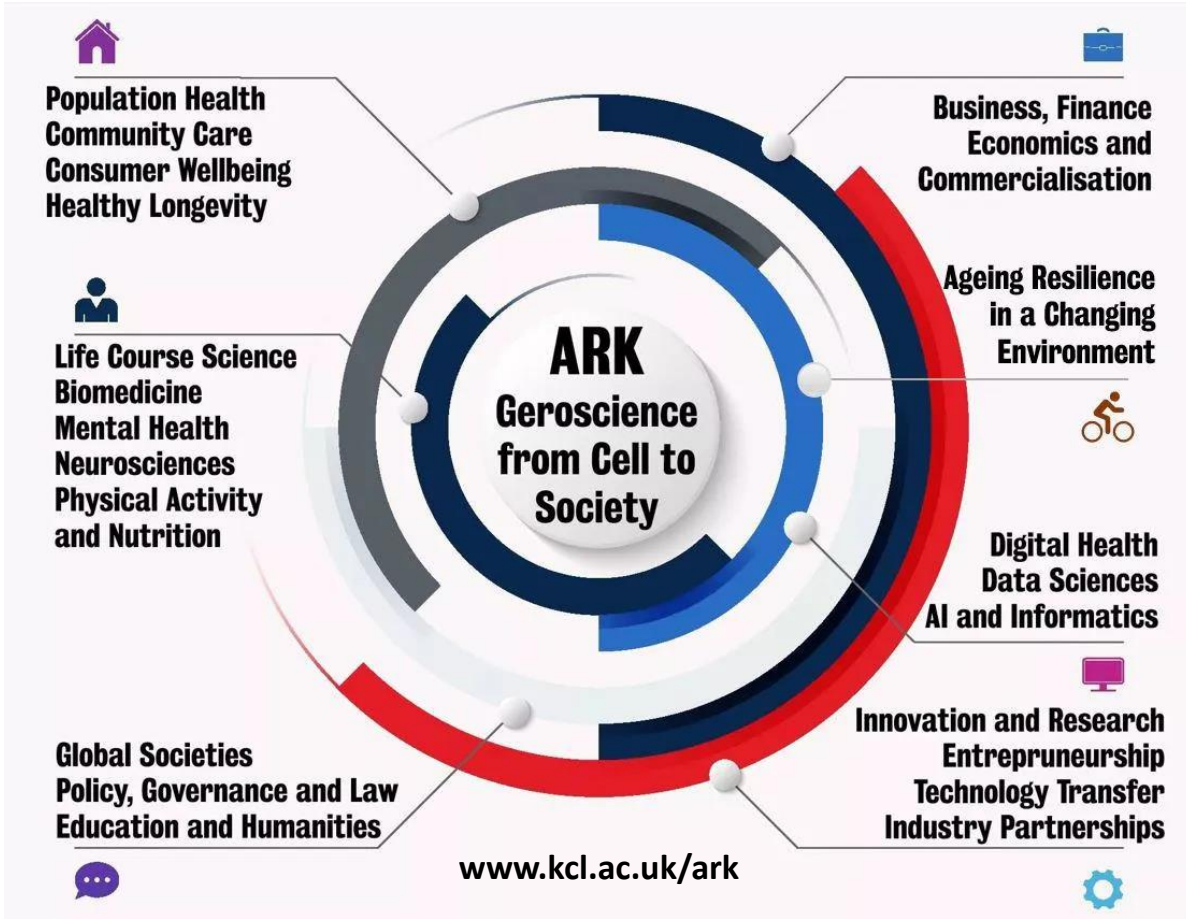 Population Health
Community Care
Consumer Wellbeing
Healthy Longevity
Life Course Science
Biomedicine
Mental Health
Neurosciences
Physical Activity
and Nutrition
Global Societies
Policy, Governance and Law
Education and Humanities
ARK
Geroscience
from Cell to
Society
Business, Finance
Economics and
Commercialisation
Ageing Resilience
in a Changing
Environment
Digital Health
Data Sciences
AI and Informatics
Innovation and Research
Entrepruneurship
Technology Transfer
Industry Partnerships
www.kcl.ac.uk/ark